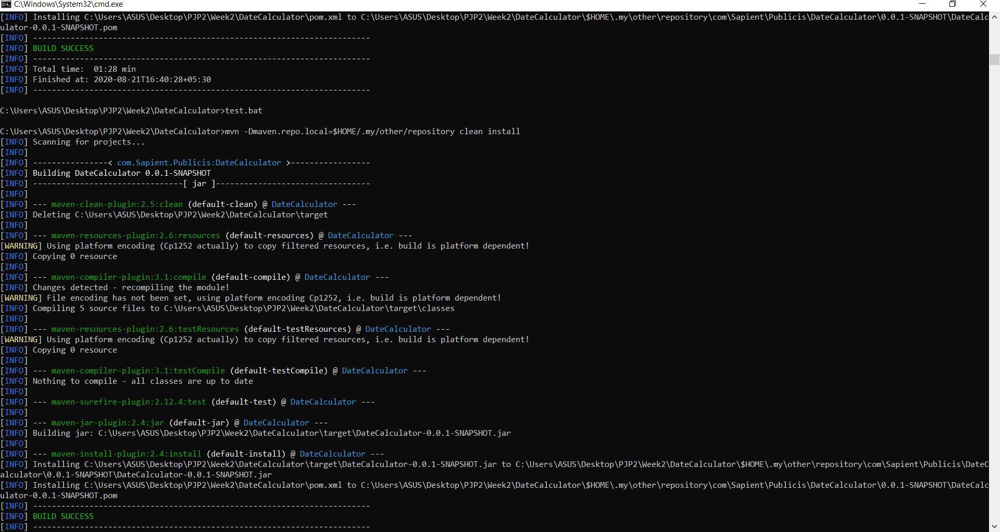 C:\Windows\System32\cmd.exe
[INFO] Installing C:\Users\ASUS\Desktop\PJP2\Week2\DateCalculator\pom.xml to C:\Users\ASUS\Desktop\PJP2\Week2\DateCalculator\$HOME\.my\other\repository\com\Sapient\Publicis\DateCalculator\0.0.1-SNAPSHOT\DateCalc
ulator-0.0.1-SNAPSHOT.pom
[INFO] ------------------------------------------------------------------------
[INFO] BUILD SUCCESS
[INFO] ------------------------------------------------------------------------
[INFO] Total time:  01:28 min
[INFO] Finished at: 2020-08-21T16:40:28+05:30
[INFO] ------------------------------------------------------------------------
C:\Users\ASUS\Desktop\PJP2\Week2\DateCalculator>test.bat
C:\Users\ASUS\Desktop\PJP2\Week2\DateCalculator>mvn -Dmaven.repo.local=$HOME/.my/other/repository clean install
[INFO] Scanning for projects...
[INFO]
[INFO] ----------------< com.Sapient.Publicis:DateCalculator >-----------------
[INFO] Building DateCalculator 0.0.1-SNAPSHOT
[INFO] --------------------------------[ jar ]---------------------------------
[INFO]
[INFO] --- maven-clean-plugin:2.5:clean (default-clean) @ DateCalculator ---
[INFO] Deleting C:\Users\ASUS\Desktop\PJP2\Week2\DateCalculator\target
[INFO]
[INFO] --- maven-resources-plugin:2.6:resources (default-resources) @ DateCalculator ---
[WARNING] Using platform encoding (Cp1252 actually) to copy filtered resources, i.e. build is platform dependent!
[INFO] Copying 0 resource
[INFO]
[INFO] --- maven-compiler-plugin:3.1:compile (default-compile) @ DateCalculator ---
[INFO] Changes detected - recompiling the module!
[WARNING] File encoding has not been set, using platform encoding Cp1252, i.e. build is platform dependent!
[INFO] Compiling 5 source files to C:\Users\ASUS\Desktop\PJP2\Week2\DateCalculator\target\classes
[INFO]
[INFO] --- maven-resources-plugin:2.6:testResources (default-testResources) @ DateCalculator ---
[WARNING] Using platform encoding (Cp1252 actually) to copy filtered resources, i.e. build is platform dependent!
[INFO] Copying 0 resource
[INFO]
[INFO] --- maven-compiler-plugin:3.1:testCompile (default-testCompile) @ DateCalculator ---
[INFO] Nothing to compile - all classes are up to date
[INFO]
[INFO] --- maven-surefire-plugin:2.12.4:test (default-test) @ DateCalculator ---
[INFO]
[INFO] --- maven-jar-plugin:2.4:jar (default-jar) @ DateCalculator ---
[INFO] Building jar: C:\Users\ASUS\Desktop\PJP2\Week2\DateCalculator\target\DateCalculator-0.0.1-SNAPSHOT.jar
[INFO]
[INFO] --- maven-install-plugin:2.4:install (default-install) @ DateCalculator ---
[INFO] Installing C:\Users\ASUS\Desktop\PJP2\Week2\DateCalculator\target\DateCalculator-0.0.1-SNAPSHOT.jar to C:\Users\ASUS\Desktop\PJP2\Week2\DateCalculator\$HOME\.my\other\repository\com\Sapient\Publicis\DateC
alculator\0.0.1-SNAPSHOT\DateCalculator-0.0.1-SNAPSHOT.jar
[INFO] Installing C:\Users\ASUS\Desktop\PJP2\Week2\DateCalculator\pom.xml to C:\Users\ASUS\Desktop\PJP2\Week2\DateCalculator\$HOME\.my\other\repository\com\Sapient\Publicis\DateCalculator\0.0.1-SNAPSHOT\DateCalc
ulator-0.0.1-SNAPSHOT.pom
[INFO] ------------------------------------------------------------------------
[INFO] BUILD SUCCESS
[INFO] ------------------------------------------------------------------------